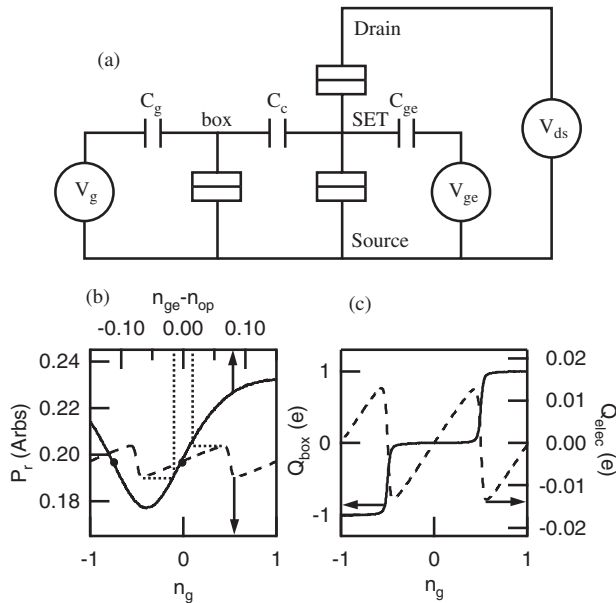 (a)
Drain
C_g
box
C_c
SET
C_ge
V_g
V_ge
V_ds
Source
(b)
n_ge-n_op
-0.10 0.00 0.10
0.24
0.22
0.20
0.18
P_r (Arbs)
-1 0 1
n_g
(c)
1
0
-1
Q_box (e)
0.02
0.01
0.00
-0.01
-0.02
Q_elec (e)
-1 0 1
n_g